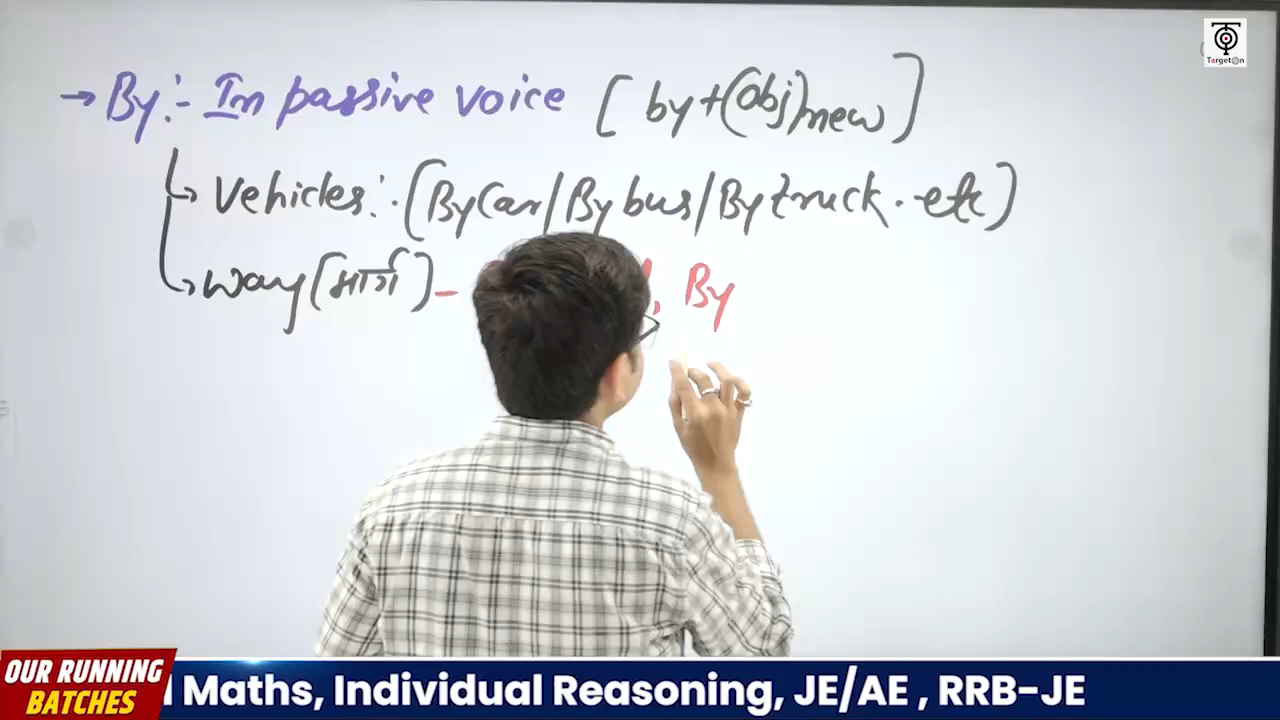 TargetOn
→ By:- In passive voice [by+(Obj)new]
Vehicles:- (By Car/By bus/By truck. etc)
Way (मार्ग) - , By
OUR RUNNING BATCHES
Maths, Individual Reasoning, JE/AE , RRB-JE